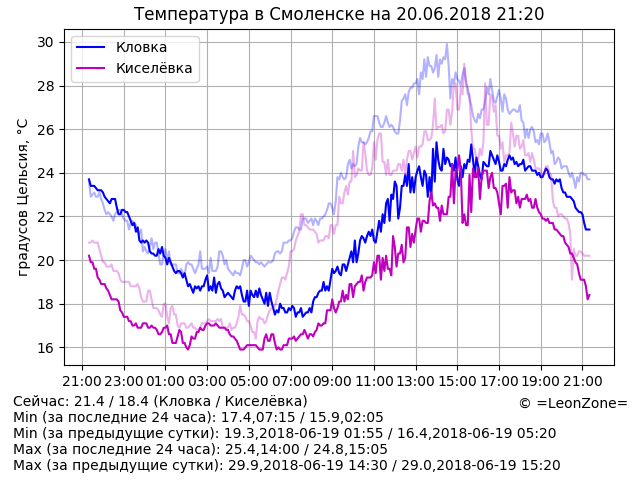 Температура в Смоленске на 20.06.2018 21:20
градусов Цельсия, °C
30
28
26
24
22
20
18
16
Кловка
Киселёвка
21:00 23:00 01:00 03:00 05:00 07:00 09:00 11:00 13:00 15:00 17:00 19:00 21:00
Сейчас: 21.4 / 18.4 (Кловка / Киселёвка)
© =LeonZone=
Min (за последние 24 часа): 17.4,07:15 / 15.9,02:05
Min (за предыдущие сутки): 19.3,2018-06-19 01:55 / 16.4,2018-06-19 05:20
Max (за последние 24 часа): 25.4,14:00 / 24.8,15:05
Max (за предыдущие сутки): 29.9,2018-06-19 14:30 / 29.0,2018-06-19 15:20